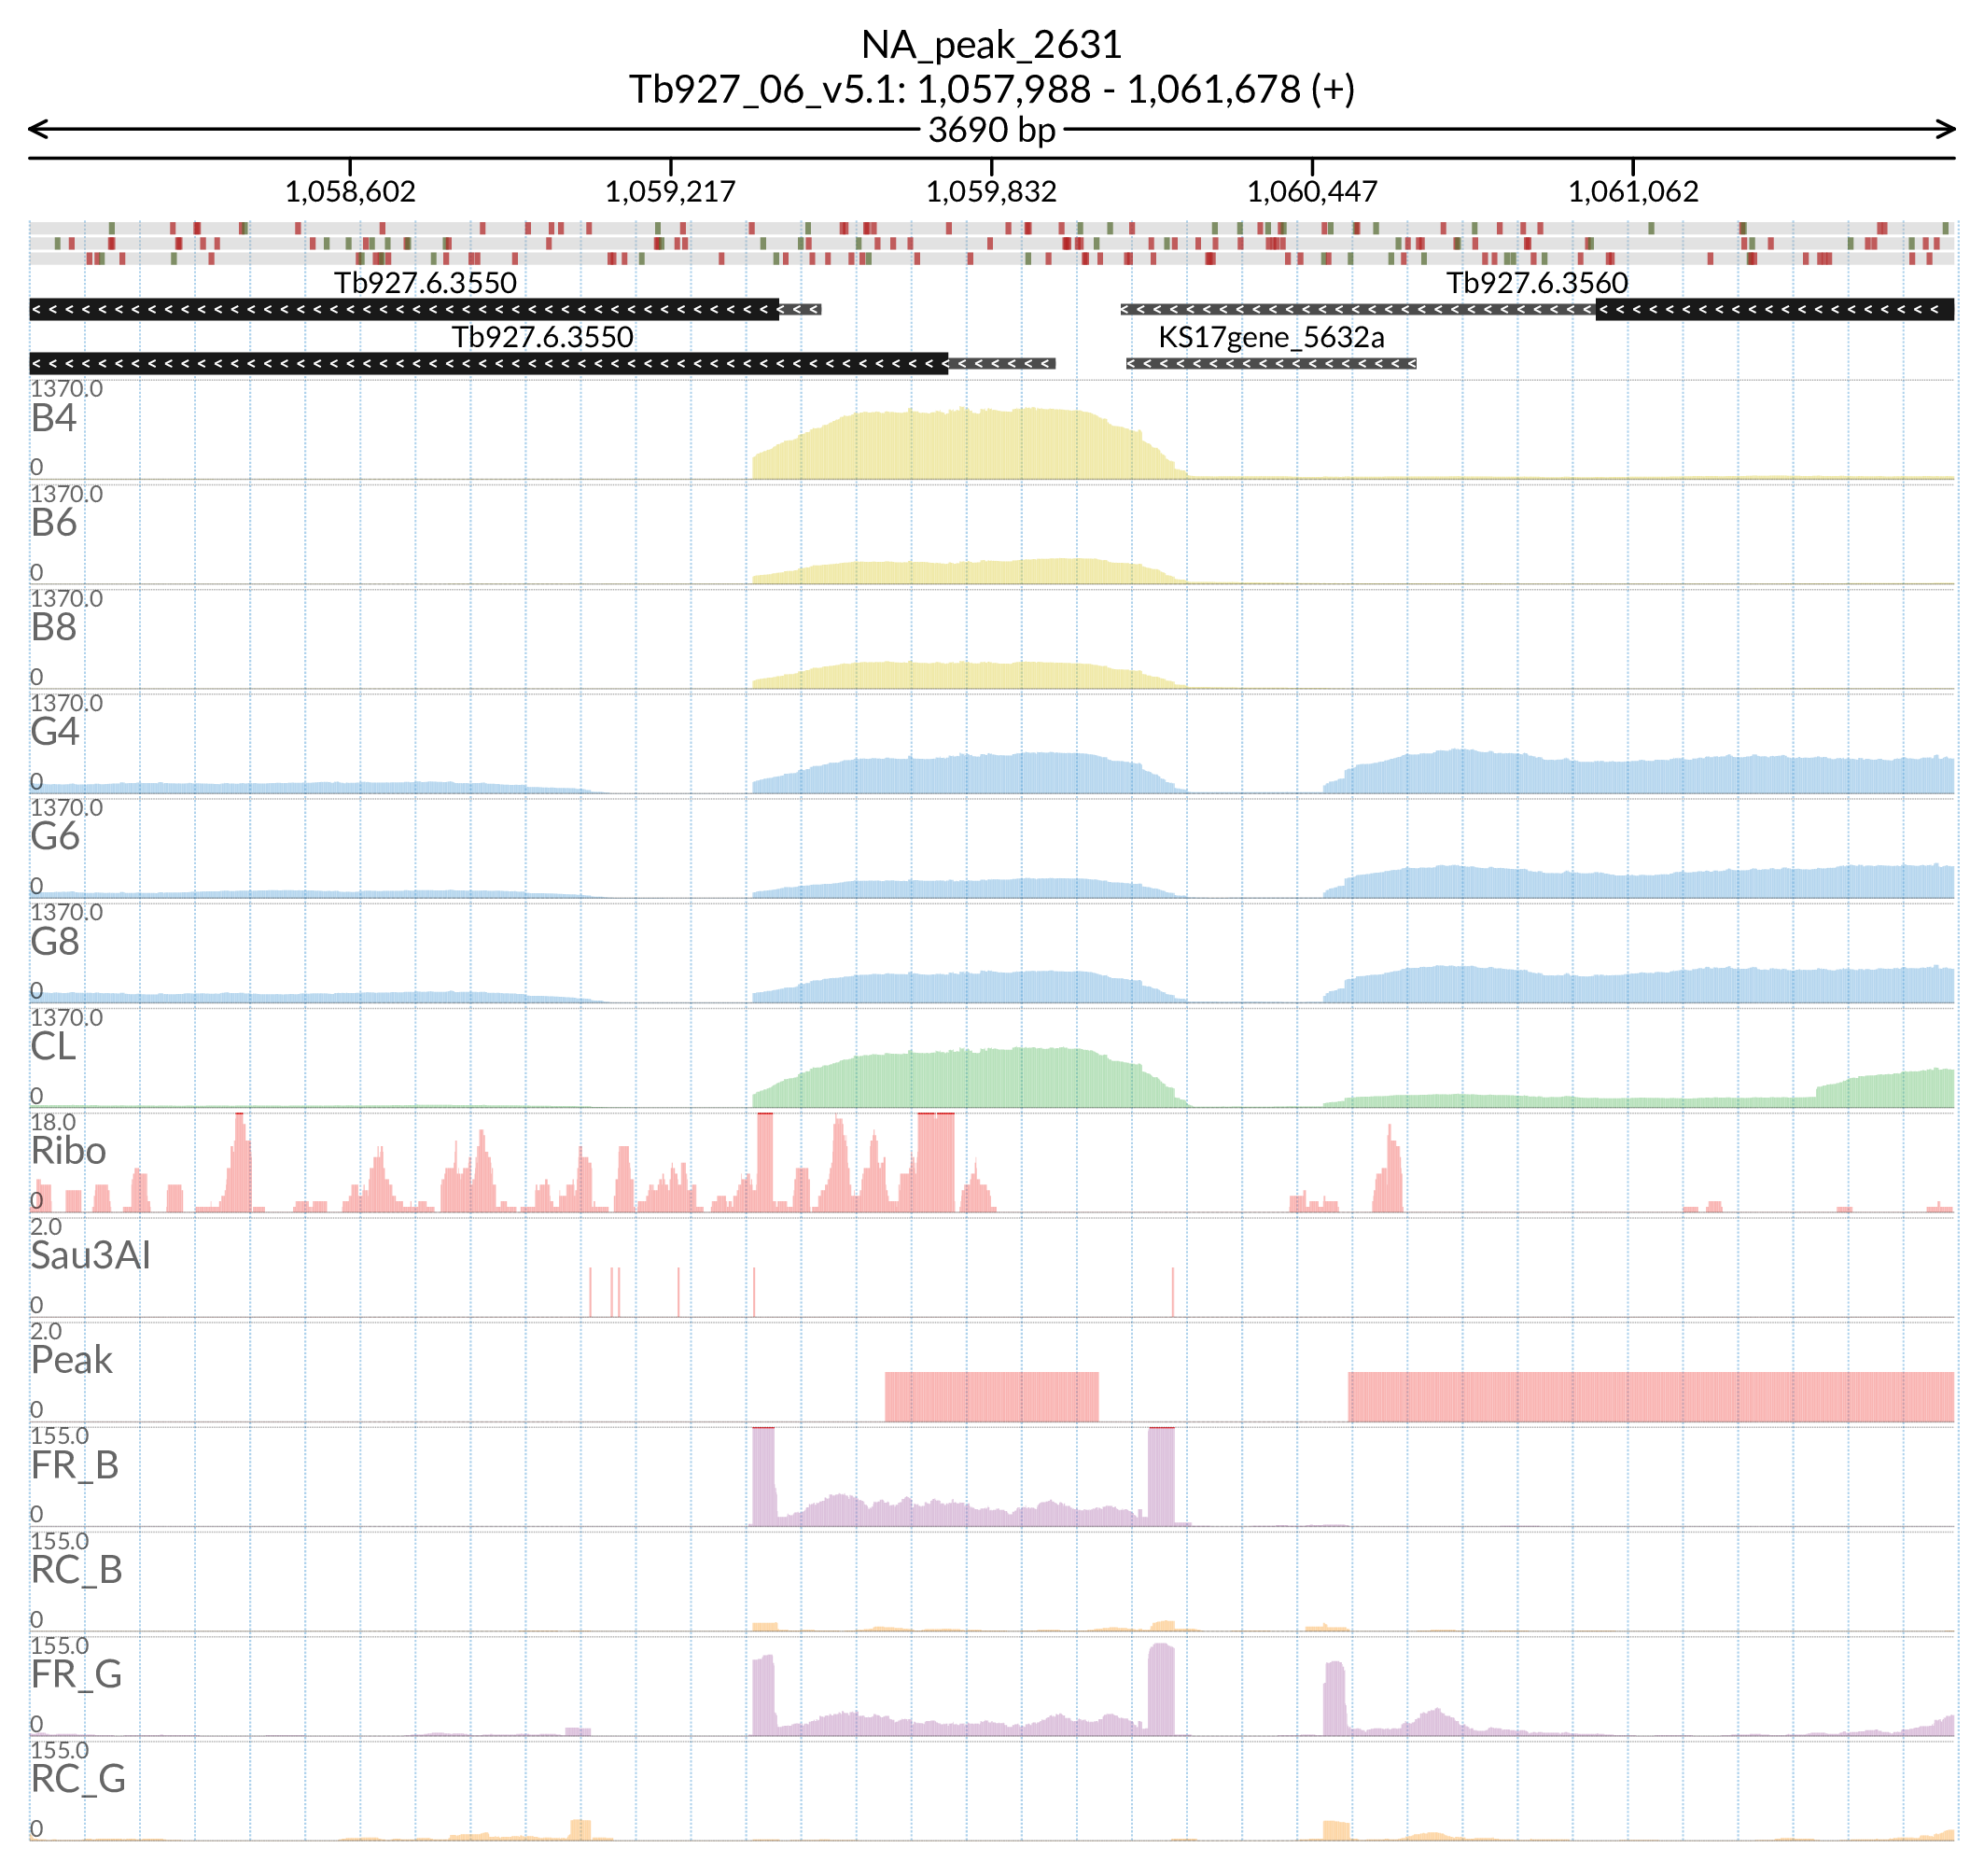 NA_peak_2631
Tb927_06_v5.1: 1,057,988 - 1,061,678 (+)
3690 bp
1,058,602 1,059,217 1,059,832 1,060,447 1,061,062
Tb927.6.3550 Tb927.6.3560
Tb927.6.3550 KS17gene_5632a
1370.0
B4
0
1370.0
B6
0
1370.0
B8
0
1370.0
G4
0
1370.0
G6
0
1370.0
G8
0
1370.0
CL
0
18.0
Ribo
0
2.0
Sau3AI
0
2.0
Peak
0
155.0
FR_B
0
155.0
RC_B
0
155.0
FR_G
0
155.0
RC_G
0